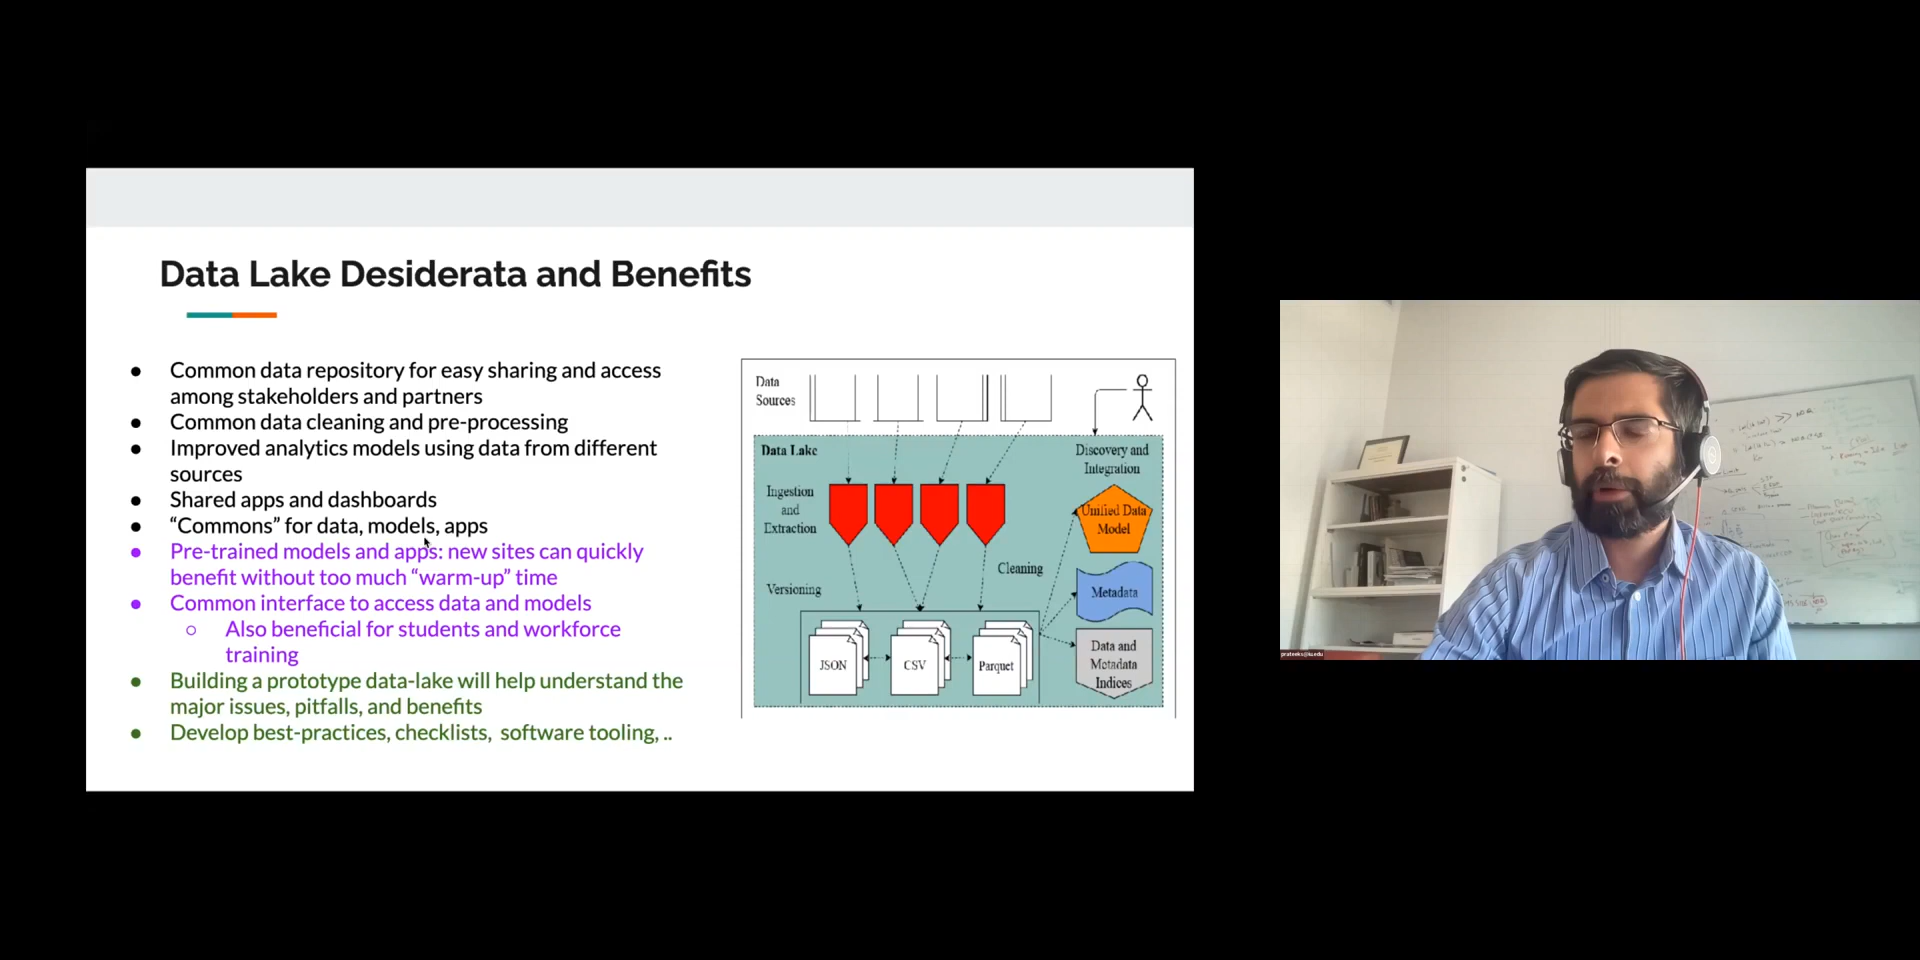 Data Lake Desiderata and Benefits
● Common data repository for easy sharing and access
among stakeholders and partners
● Common data cleaning and pre-processing
● Improved analytics models using data from different
sources
● Shared apps and dashboards
● “Commons” for data, models, apps
● Pre-trained models and apps: new sites can quickly
benefit without too much “warm-up” time
● Common interface to access data and models
○ Also beneficial for students and workforce
training
● Building a prototype data-lake will help understand the
major issues, pitfalls, and benefits
● Develop best-practices, checklists, software tooling, ..
Data
Sources
Data Lake
Discovery and
Integration
Ingestion
and
Extraction
Unified Data
Model
Cleaning
Versioning
Metadata
JSON
CSV
Parquet
Data and
Metadata
Indices
prateeks@iu.edu